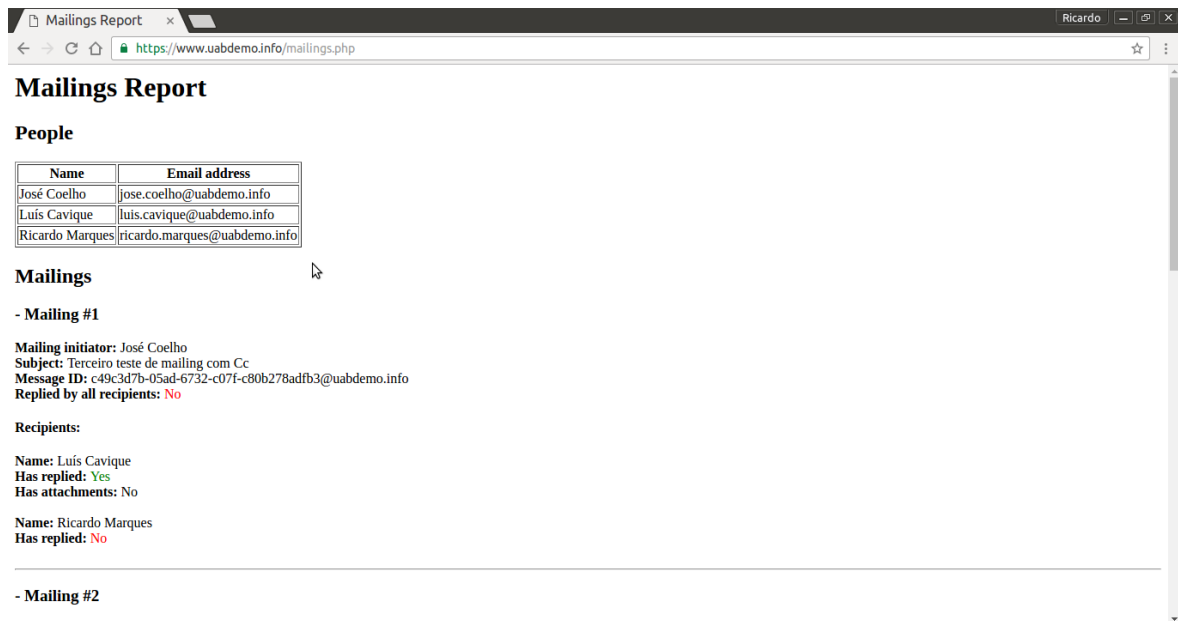 Mailings Report
Ricardo
https://www.uabdemo.info/mailings.php
Mailings Report
People
Name Email address
José Coelho jose.coelho@uabdemo.info
Luís Cavique luis.cavique@uabdemo.info
Ricardo Marques ricardo.marques@uabdemo.info
Mailings
- Mailing #1
Mailing initiator: José Coelho
Subject: Terceiro teste de mailing com Cc
Message ID: c49c3d7b-05ad-6732-c07f-c80b278adfb3@uabdemo.info
Replied by all recipients: No
Recipients:
Name: Luís Cavique
Has replied: Yes
Has attachments: No
Name: Ricardo Marques
Has replied: No
- Mailing #2